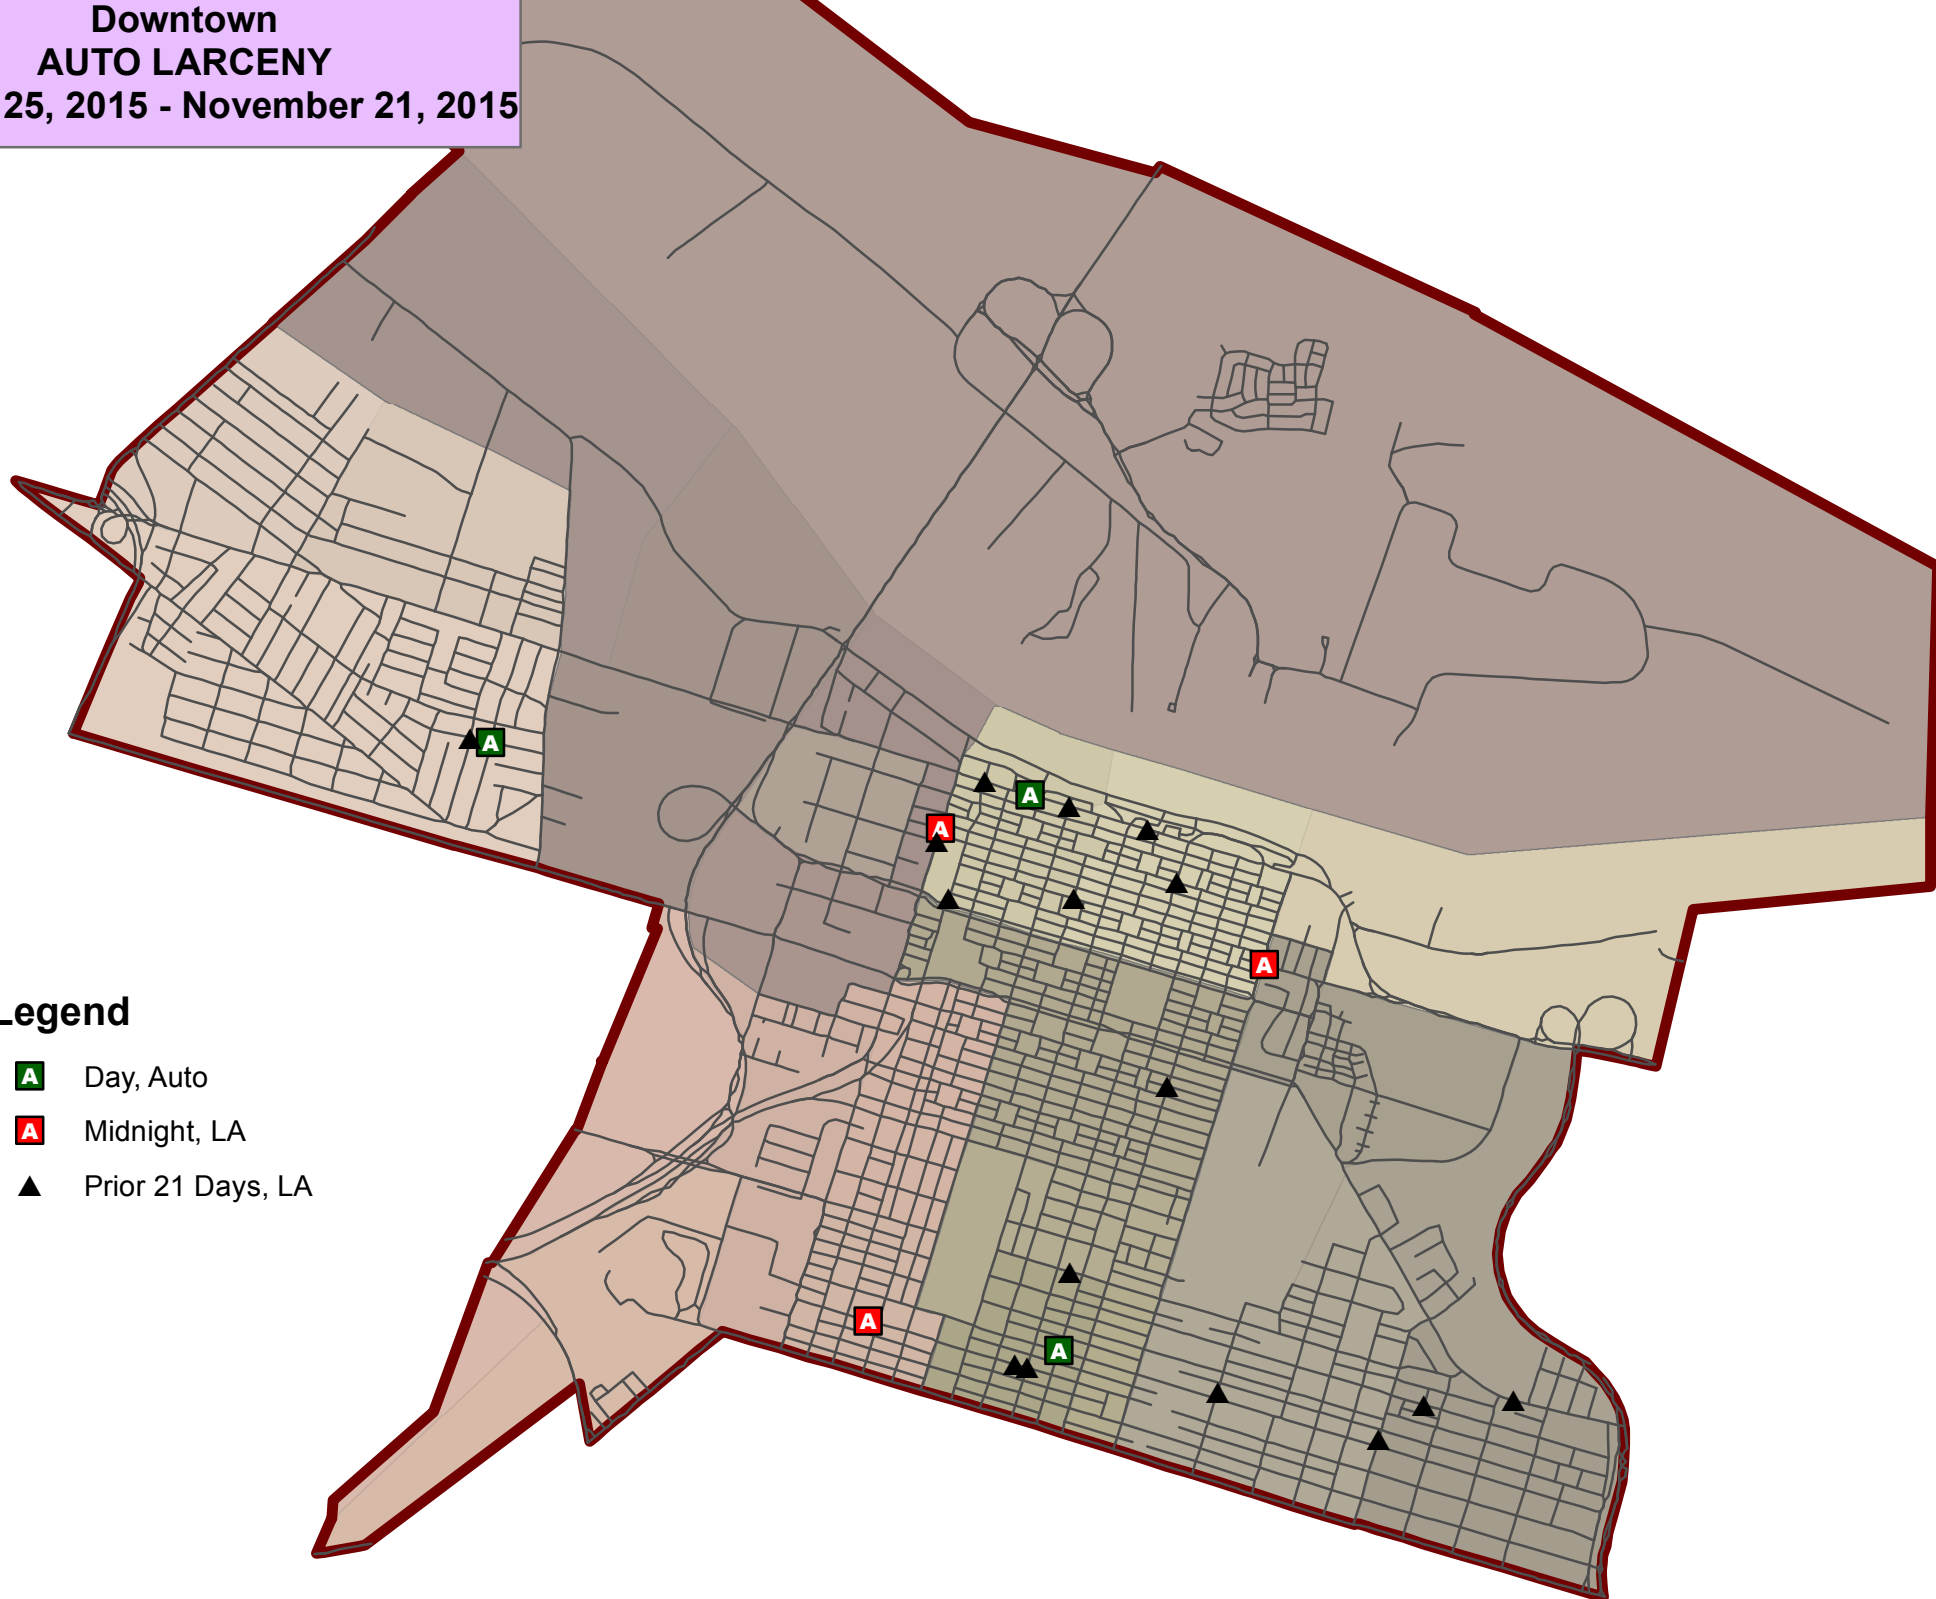 Downtown
AUTO LARCENY
25, 2015 - November 21, 2015
A
A
A
A
A
A
Legend
A Day, Auto
A Midnight, LA
Prior 21 Days, LA